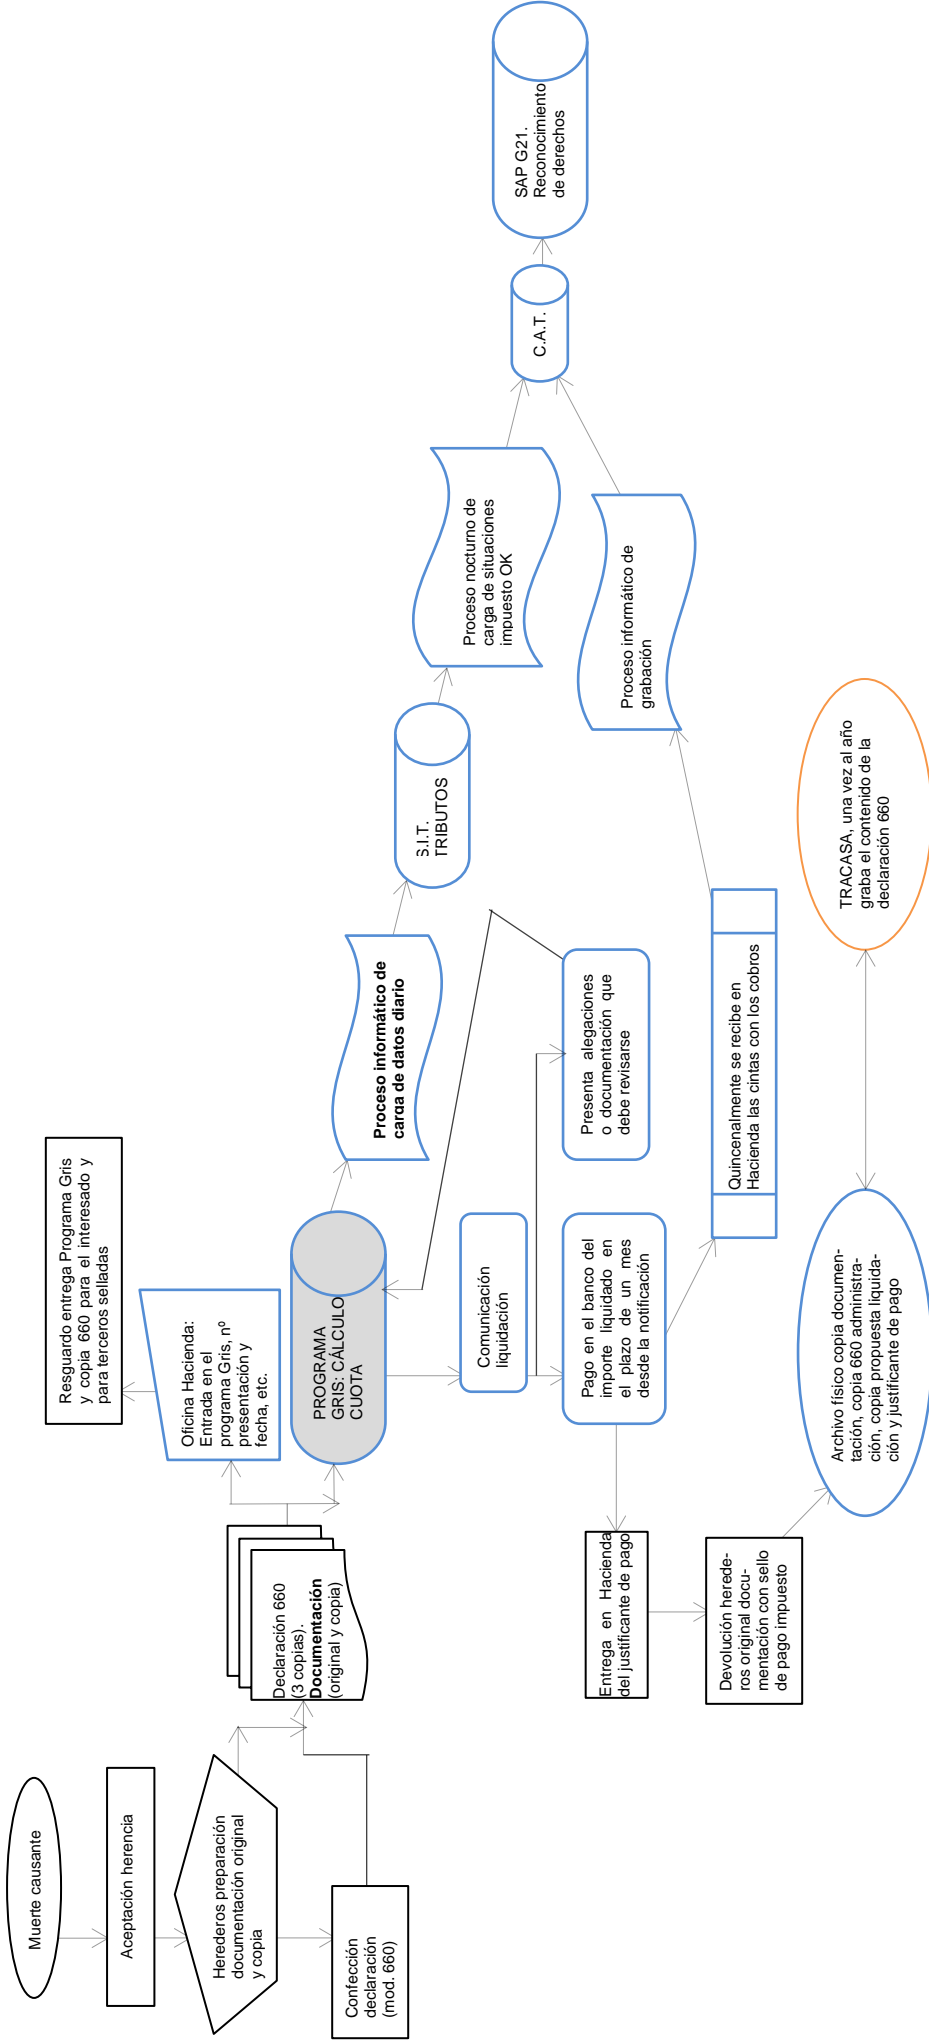 Muerte causante
Aceptación herencia
Herederos preparación
documentación original
y copia
Confección
declaración
(mod. 660)
Declaración 660
(3 copias).
Documentación
(original y copia)
Resguardo entrega Programa Gris
y copia 660 para el interesado y
para terceros selladas
Oficina Hacienda:
Entrada en el
programa Gris, nº
presentación y
fecha, etc.
PROGRAMA
GRIS: CÁLCULO
CUOTA
Proceso informático de
carga de datos diario
S.I.T.
TRIBUTOS
Proceso nocturno de
carga de situaciones
impuesto OK
C.A.T.
SAP G21.
Reconocimiento
de derechos
Comunicación
liquidación
Presenta alegaciones
o documentación que
debe revisarse
Pago en el banco del
importe liquidado en
el plazo de un mes
desde la notificación
Entrega en Hacienda
del justificante de pago
Devolución herede-
ros original docu-
mentación con sello
de pago impuesto
Quincenalmente se recibe en
Hacienda las cintas con los cobros
Proceso informático de
grabación
Archivo físico copia documen-
tación, copia 660 administra-
ción, copia propuesta liquida-
ción y justificante de pago
TRACASA, una vez al año
graba el contenido de la
declaración 660